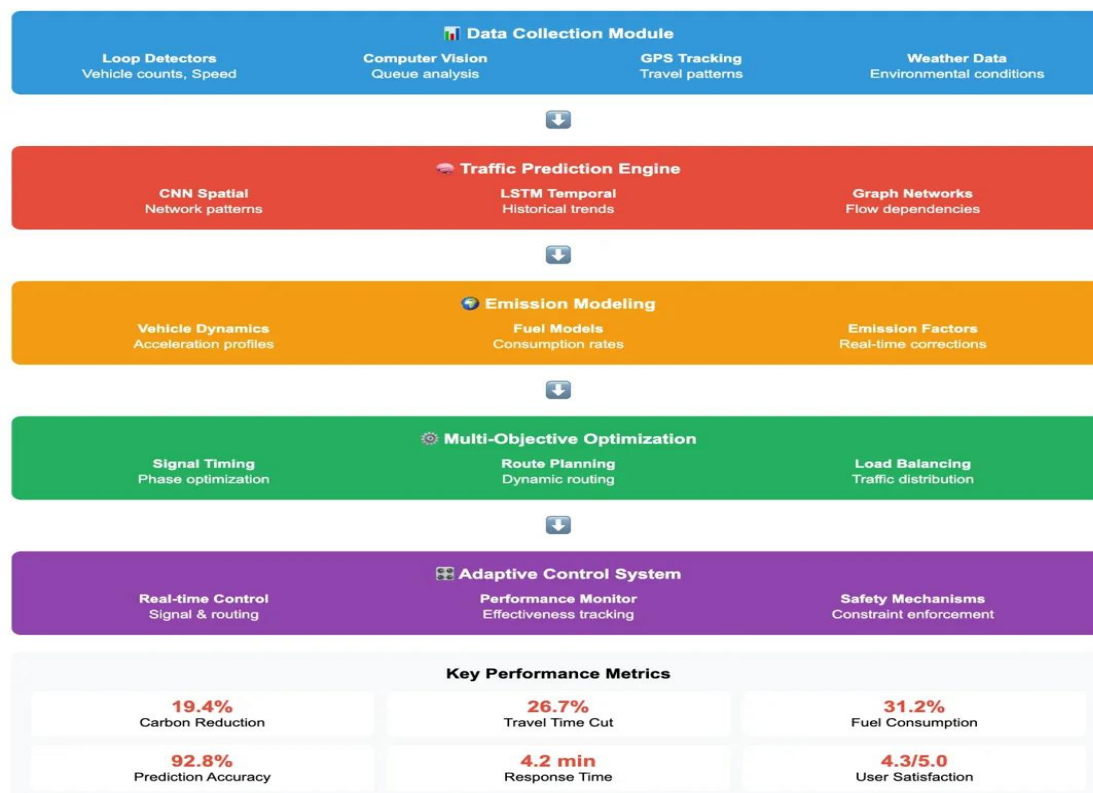 Data Collection Module
Loop Detectors Computer Vision GPS Tracking Weather Data
Vehicle counts, Speed Queue analysis Travel patterns Environmental conditions
Traffic Prediction Engine
CNN Spatial LSTM Temporal Graph Networks
Network patterns Historical trends Flow dependencies
Emission Modeling
Vehicle Dynamics Fuel Models Emission Factors
Acceleration profiles Consumption rates Real-time corrections
Multi-Objective Optimization
Signal Timing Route Planning Load Balancing
Phase optimization Dynamic routing Traffic distribution
Adaptive Control System
Real-time Control Performance Monitor Safety Mechanisms
Signal & routing Effectiveness tracking Constraint enforcement
Key Performance Metrics
19.4% 26.7% 31.2%
Carbon Reduction Travel Time Cut Fuel Consumption
92.8% 4.2 min 4.3/5.0
Prediction Accuracy Response Time User Satisfaction